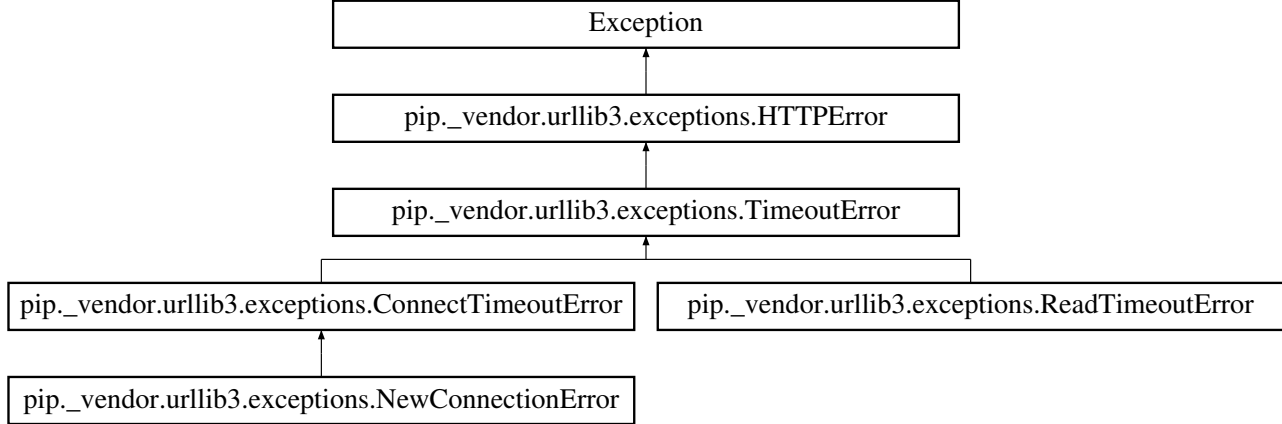 Exception
pip._vendor.urllib3.exceptions.HTTPError
pip._vendor.urllib3.exceptions.TimeoutError
pip._vendor.urllib3.exceptions.ConnectTimeoutError
pip._vendor.urllib3.exceptions.ReadTimeoutError
pip._vendor.urllib3.exceptions.NewConnectionError